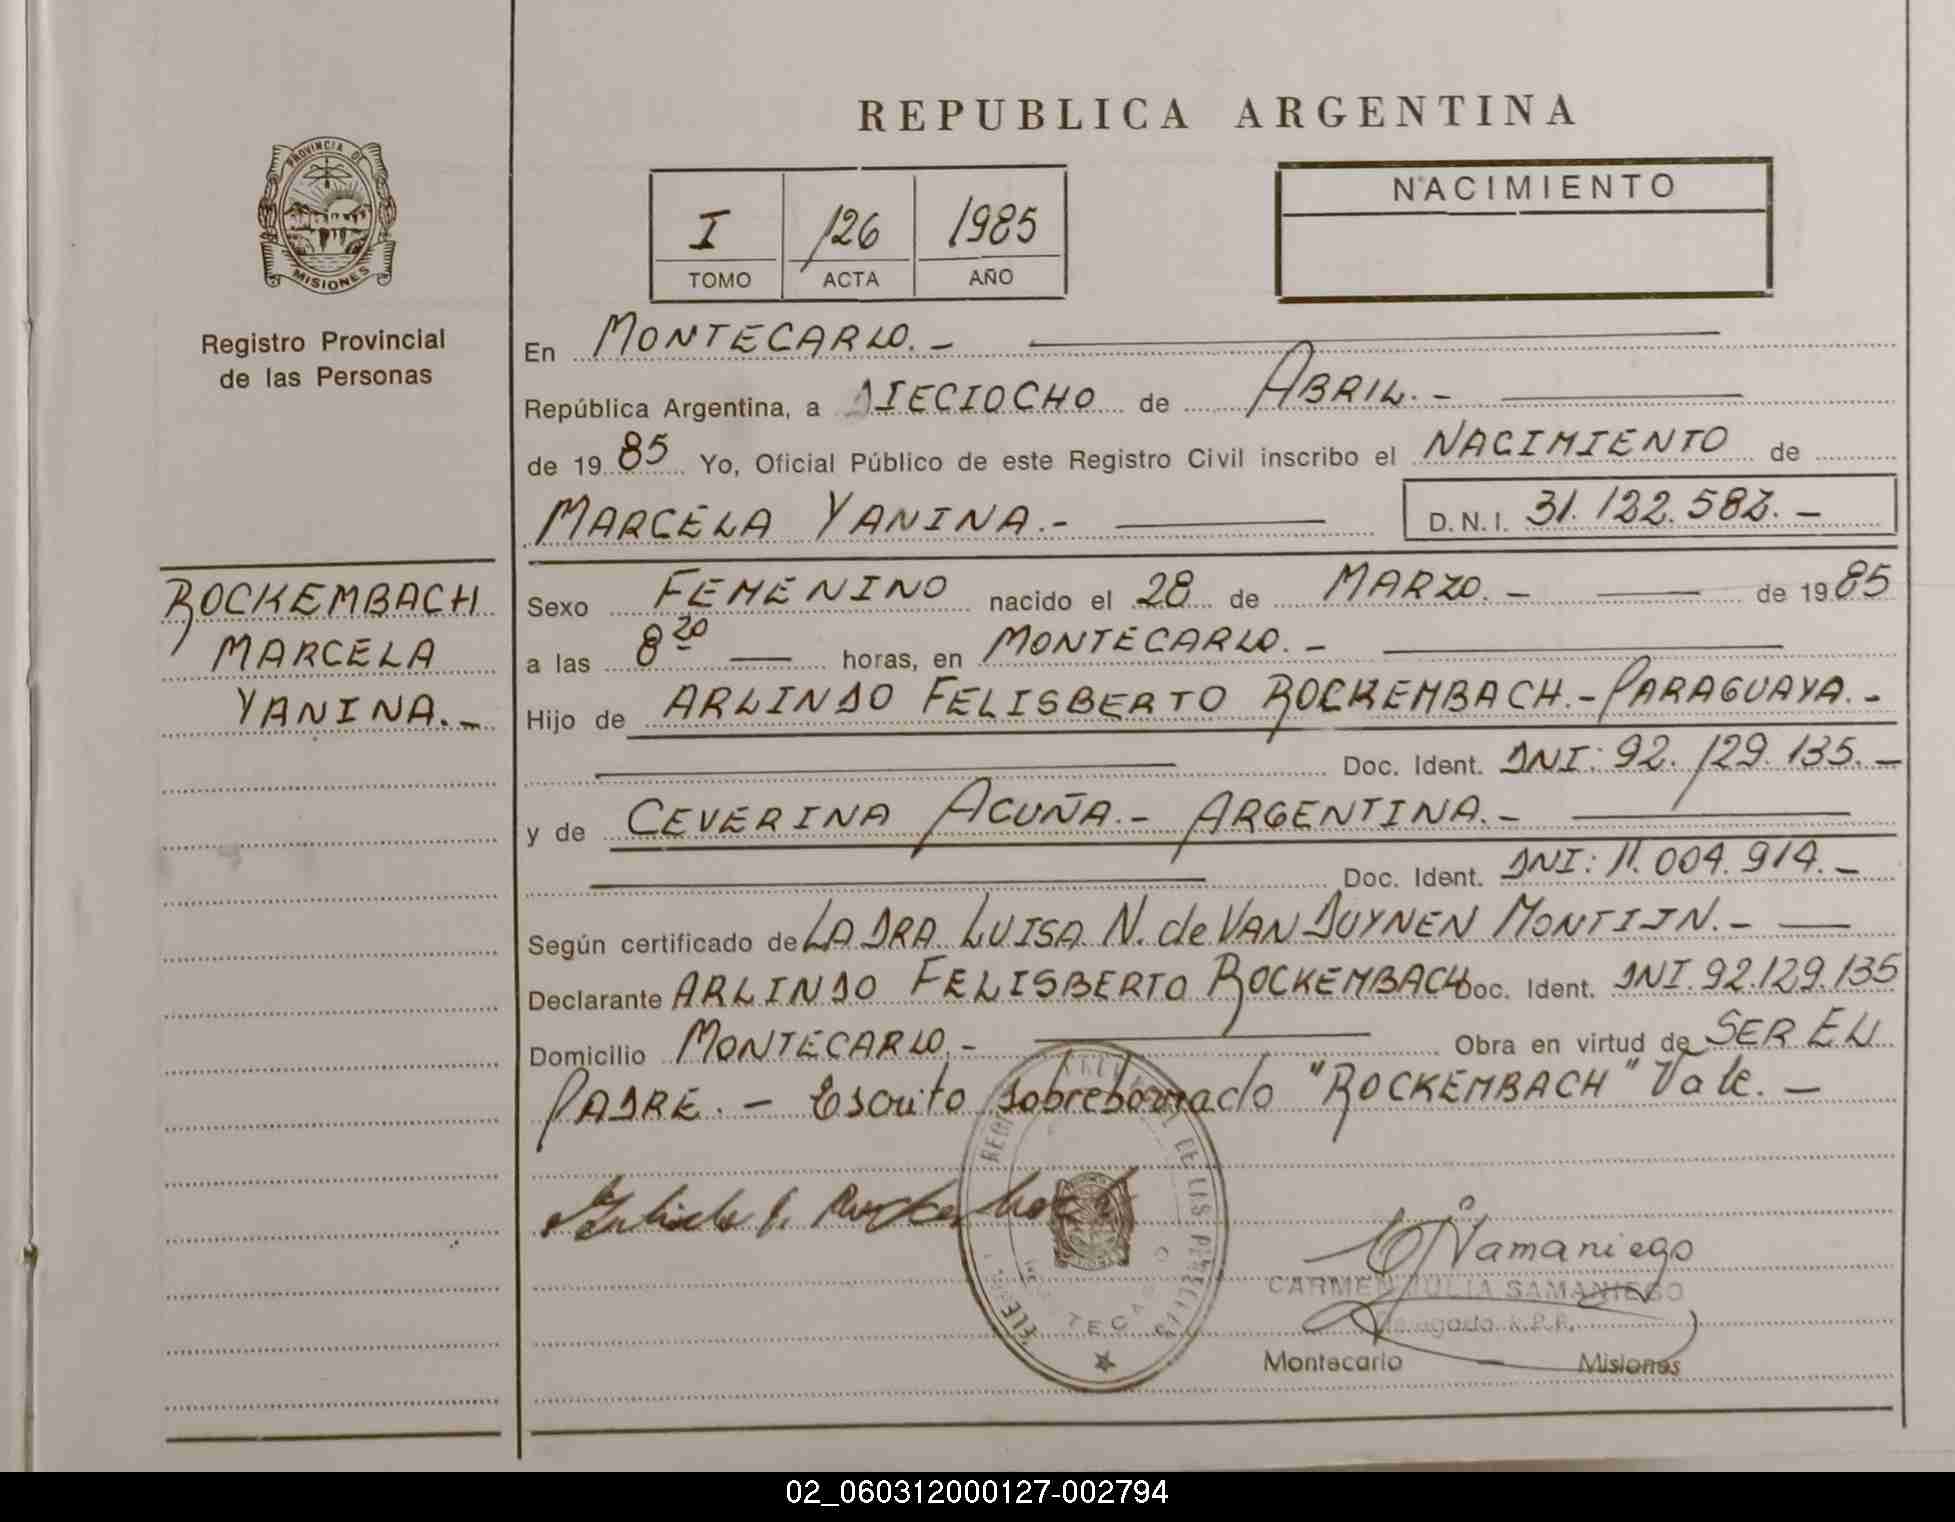 REPUBLICA ARGENTINA
PROVINCIA DE
MISIONES
Registro Provincial
de las Personas
I 126 1985
TOMO ACTA AÑO
NACIMIENTO
En MONTECARLO.-
República Argentina, a DIECIOCHO de ABRIL.-
de 1985 Yo, Oficial Público de este Registro Civil inscribo el NACIMIENTO de
MARCELA YANINA.- D.N.I. 31.122.587.-
ROCKEMBACH
MARCELA
YANINA.-
Sexo FEMENINO nacido el 28 de MARZO.- de 1985
a las 8 20 horas, en MONTECARLO.-
Hijo de ARLINDO FELISBERTO ROCKEMBACH.- PARAGUAYA.-
Doc. Ident. DNI: 92.129.135.-
y de CEVERINA ACUÑA.- ARGENTINA.-
Doc. Ident. DNI: 11.004.914.-
Según certificado de LA DRA LUISA N. de VAN DUYNEN MONTIJN.-
Declarante ARLINDO FELISBERTO ROCKEMBACH Doc. Ident. DNI. 92.129.135
Domicilio MONTECARLO.- Obra en virtud de SER EL
PADRE.- Escrito sobreborrado "ROCKEMBACH" Vale.-
Samaniego
CARMEN JULIA SAMANIEGO
Delegada R.P.P.
Montecarlo - Misiones
02_060312000127-002794